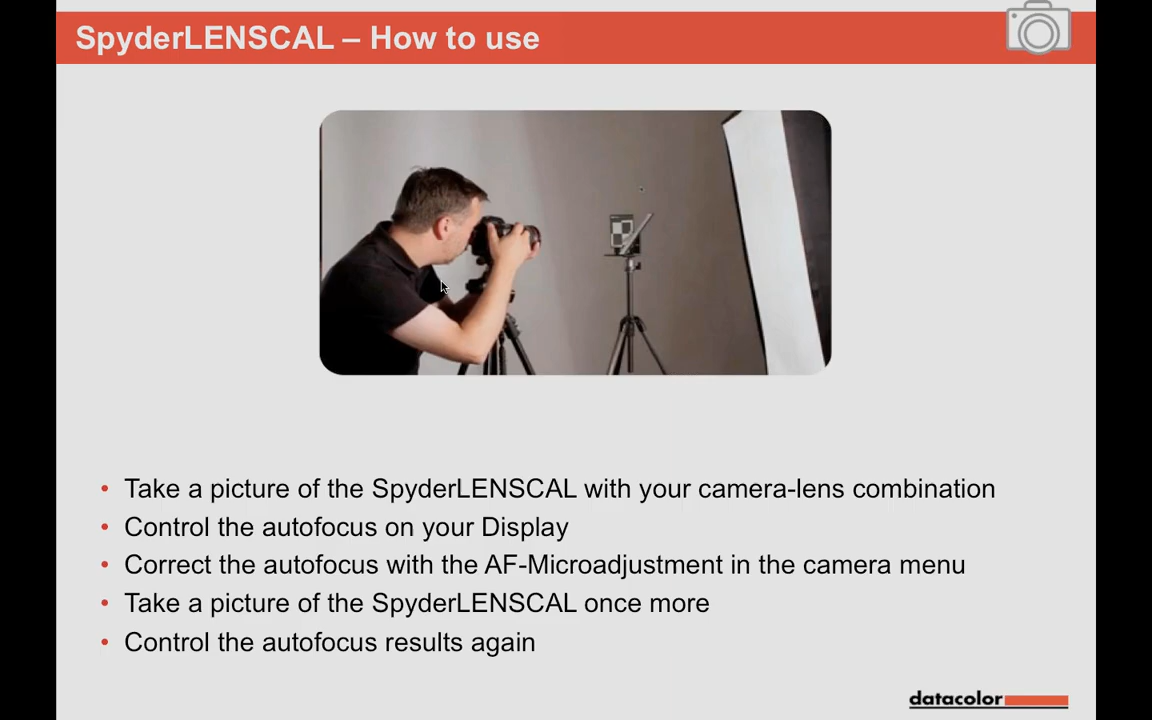 SpyderLENSCAL – How to use
• Take a picture of the SpyderLENSCAL with your camera-lens combination
• Control the autofocus on your Display
• Correct the autofocus with the AF-Microadjustment in the camera menu
• Take a picture of the SpyderLENSCAL once more
• Control the autofocus results again
datacolor